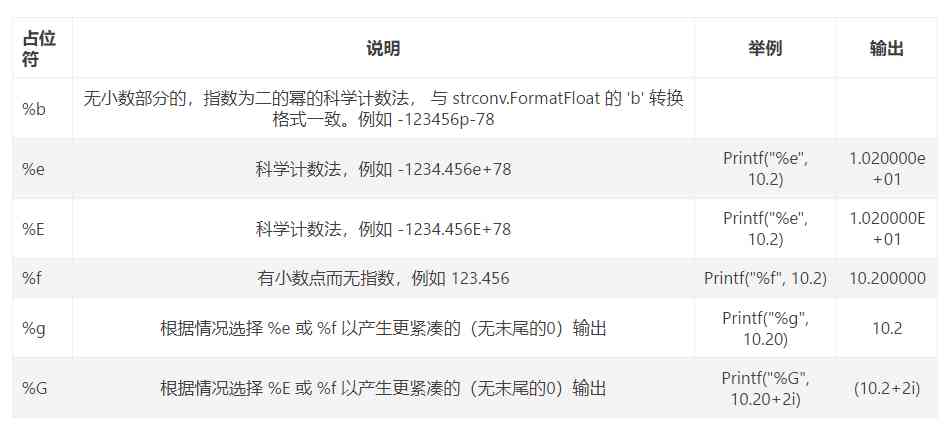 占位符 说明 举例 输出
%b 无小数部分的，指数为二的幂的科学计数法， 与 strconv.FormatFloat 的 'b' 转换
格式一致。例如 -123456p-78
%e 科学计数法，例如 -1234.456e+78 Printf("%e", 10.2) 1.020000e+01
%E 科学计数法，例如 -1234.456E+78 Printf("%e", 10.2) 1.020000E+01
%f 有小数点而无指数，例如 123.456 Printf("%f", 10.2) 10.200000
%g 根据情况选择 %e 或 %f 以产生更紧凑的（无末尾的0）输出 Printf("%g", 10.20) 10.2
%G 根据情况选择 %E 或 %f 以产生更紧凑的（无末尾的0）输出 Printf("%G", 10.20+2i) (10.2+2i)